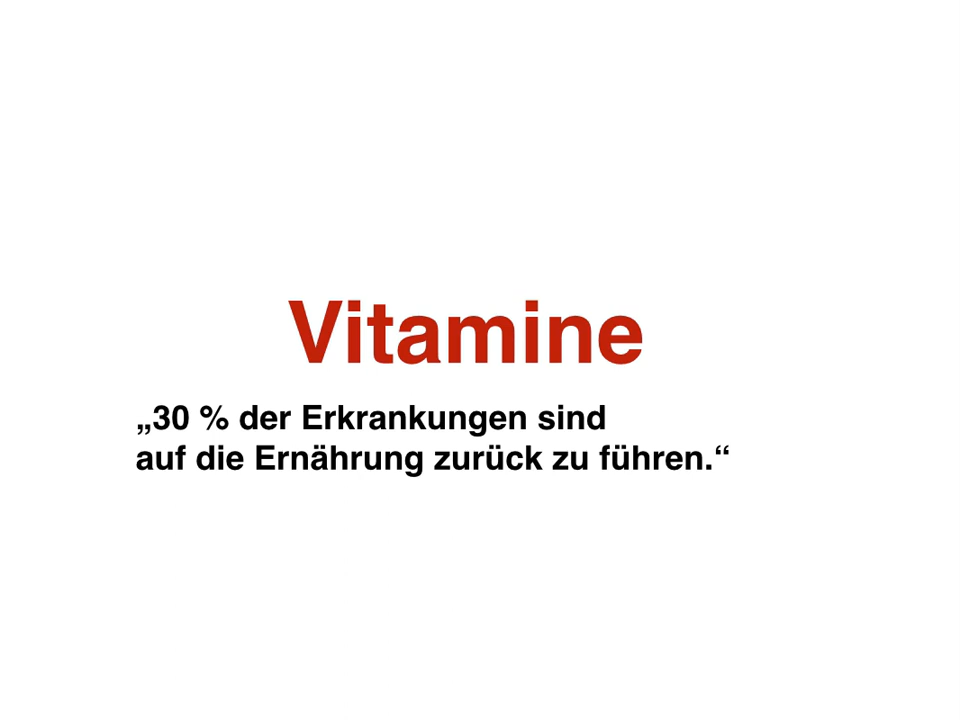 Vitamine
„30 % der Erkrankungen sind
auf die Ernährung zurück zu führen.“